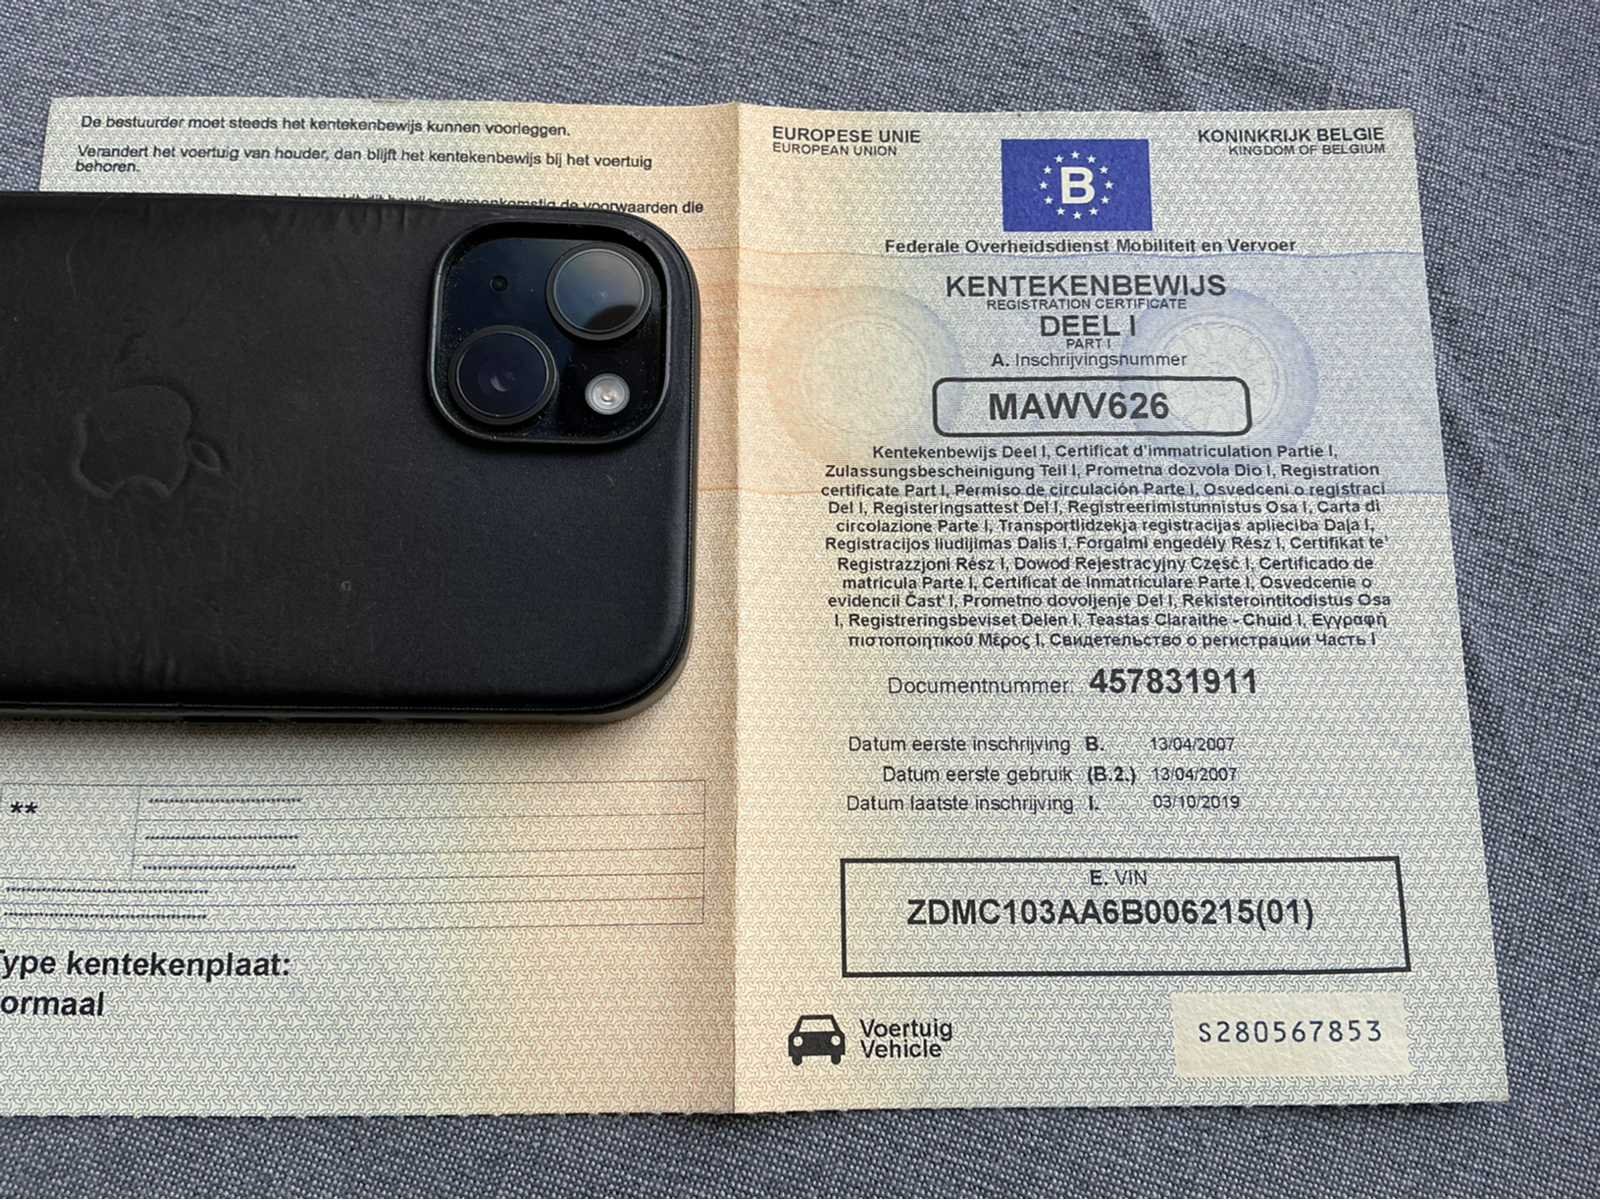 De bestuurder moet steeds het kentekenbewijs kunnen voorleggen.
Verandert het voertuig van houder, dan blijft het kentekenbewijs bij het voertuig
behoren.
de voorwaarden die
**
Type kentekenplaat:
ormaal
EUROPESE UNIE
EUROPEAN UNION
KONINKRIJK BELGIE
KINGDOM OF BELGIUM
B
Federale Overheidsdienst Mobiliteit en Vervoer
KENTEKENBEWIJS
REGISTRATION CERTIFICATE
DEEL I
PART I
A. Inschrijvingsnummer
MAWV626
Kentekenbewijs Deel I, Certificat d'immatriculation Partie I,
Zulassungsbescheinigung Teil I, Prometna dozvola Dio I, Registration
certificate Part I, Permiso de circulación Parte I, Osvedceni o registraci
Del I, Registeringsattest Del I, Registreerimistunnistus Osa I, Carta di
circolazione Parte I, Transportlidzekja registracijas aplieciba Daļa I,
Registracijos liudijimas Dalis I, Forgalmi engedély Rész I, Certifikat te'
Registrazzjoni Rész I, Dowod Rejestracyjny Część I, Certificado de
matricula Parte I, Certificat de Inmatriculare Parte I, Osvedcenie o
evidencii Čast' I, Prometno dovoljenje Del I, Rekisterointitodistus Osa
I, Registreringsbeviset Delen I, Teastas Claraithe - Chuid I, Εγγραφη
πιστοποιητικού Μέρος I, Свидетельство о регистрации Часть I
Documentnummer: 457831911
Datum eerste inschrijving B. 13/04/2007
Datum eerste gebruik (B.2.) 13/04/2007
Datum laatste inschrijving I. 03/10/2019
E. VIN
ZDMC103AA6B006215(01)
Voertuig
Vehicle
S280567853